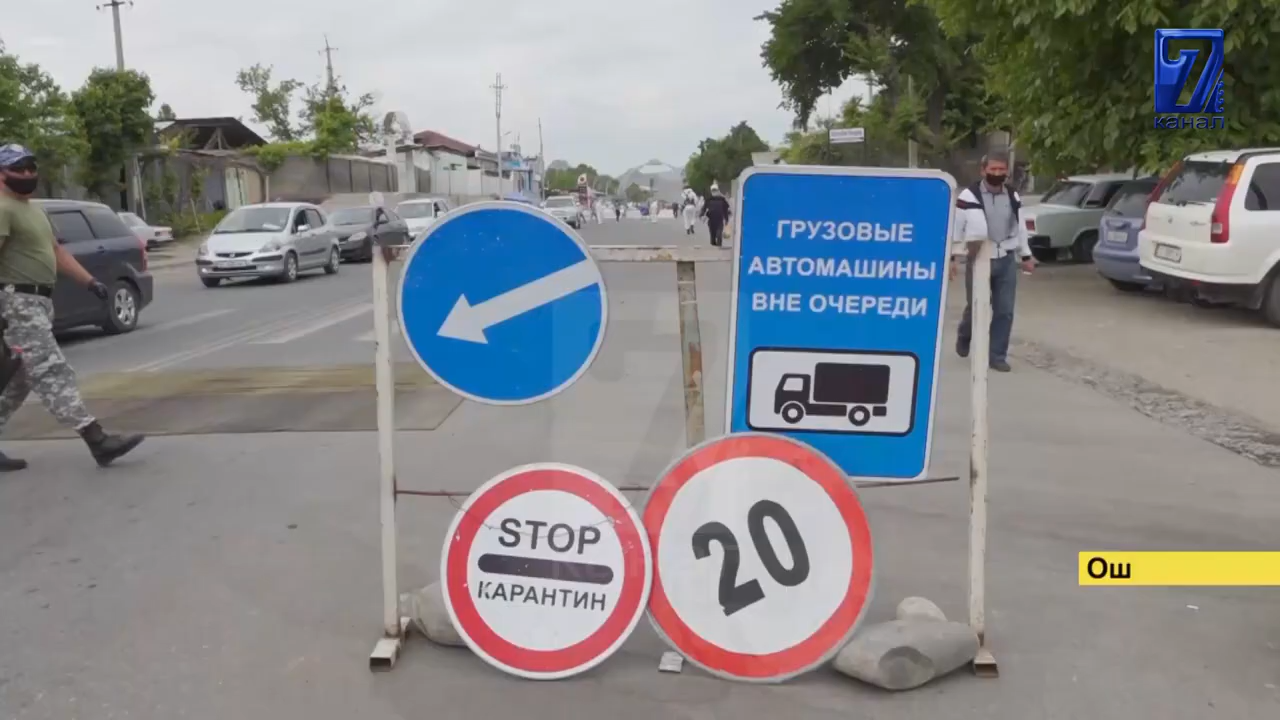 7
канал
ГРУЗОВЫЕ
АВТОМАШИНЫ
ВНЕ ОЧЕРЕДИ
STOP
КАРАНТИН
20
Ош